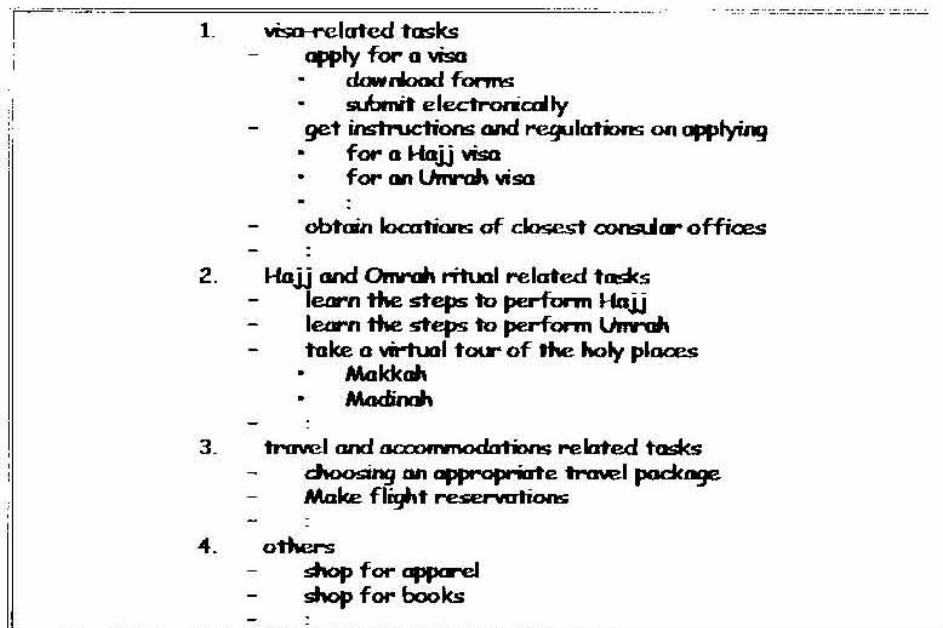 1. visa-related tasks
- apply for a visa
• download forms
• submit electronically
- get instructions and regulations on applying
• for a Hajj visa
• for an Umrah visa
• :
- obtain locations of closest consular offices
- :
2. Hajj and Omrah ritual related tasks
- learn the steps to perform Hajj
- learn the steps to perform Umrah
- take a virtual tour of the holy places
• Makkah
• Madinah
- :
3. travel and accommodations related tasks
- choosing an appropriate travel package
- Make flight reservations
- :
4. others
- shop for apparel
- shop for books
- :